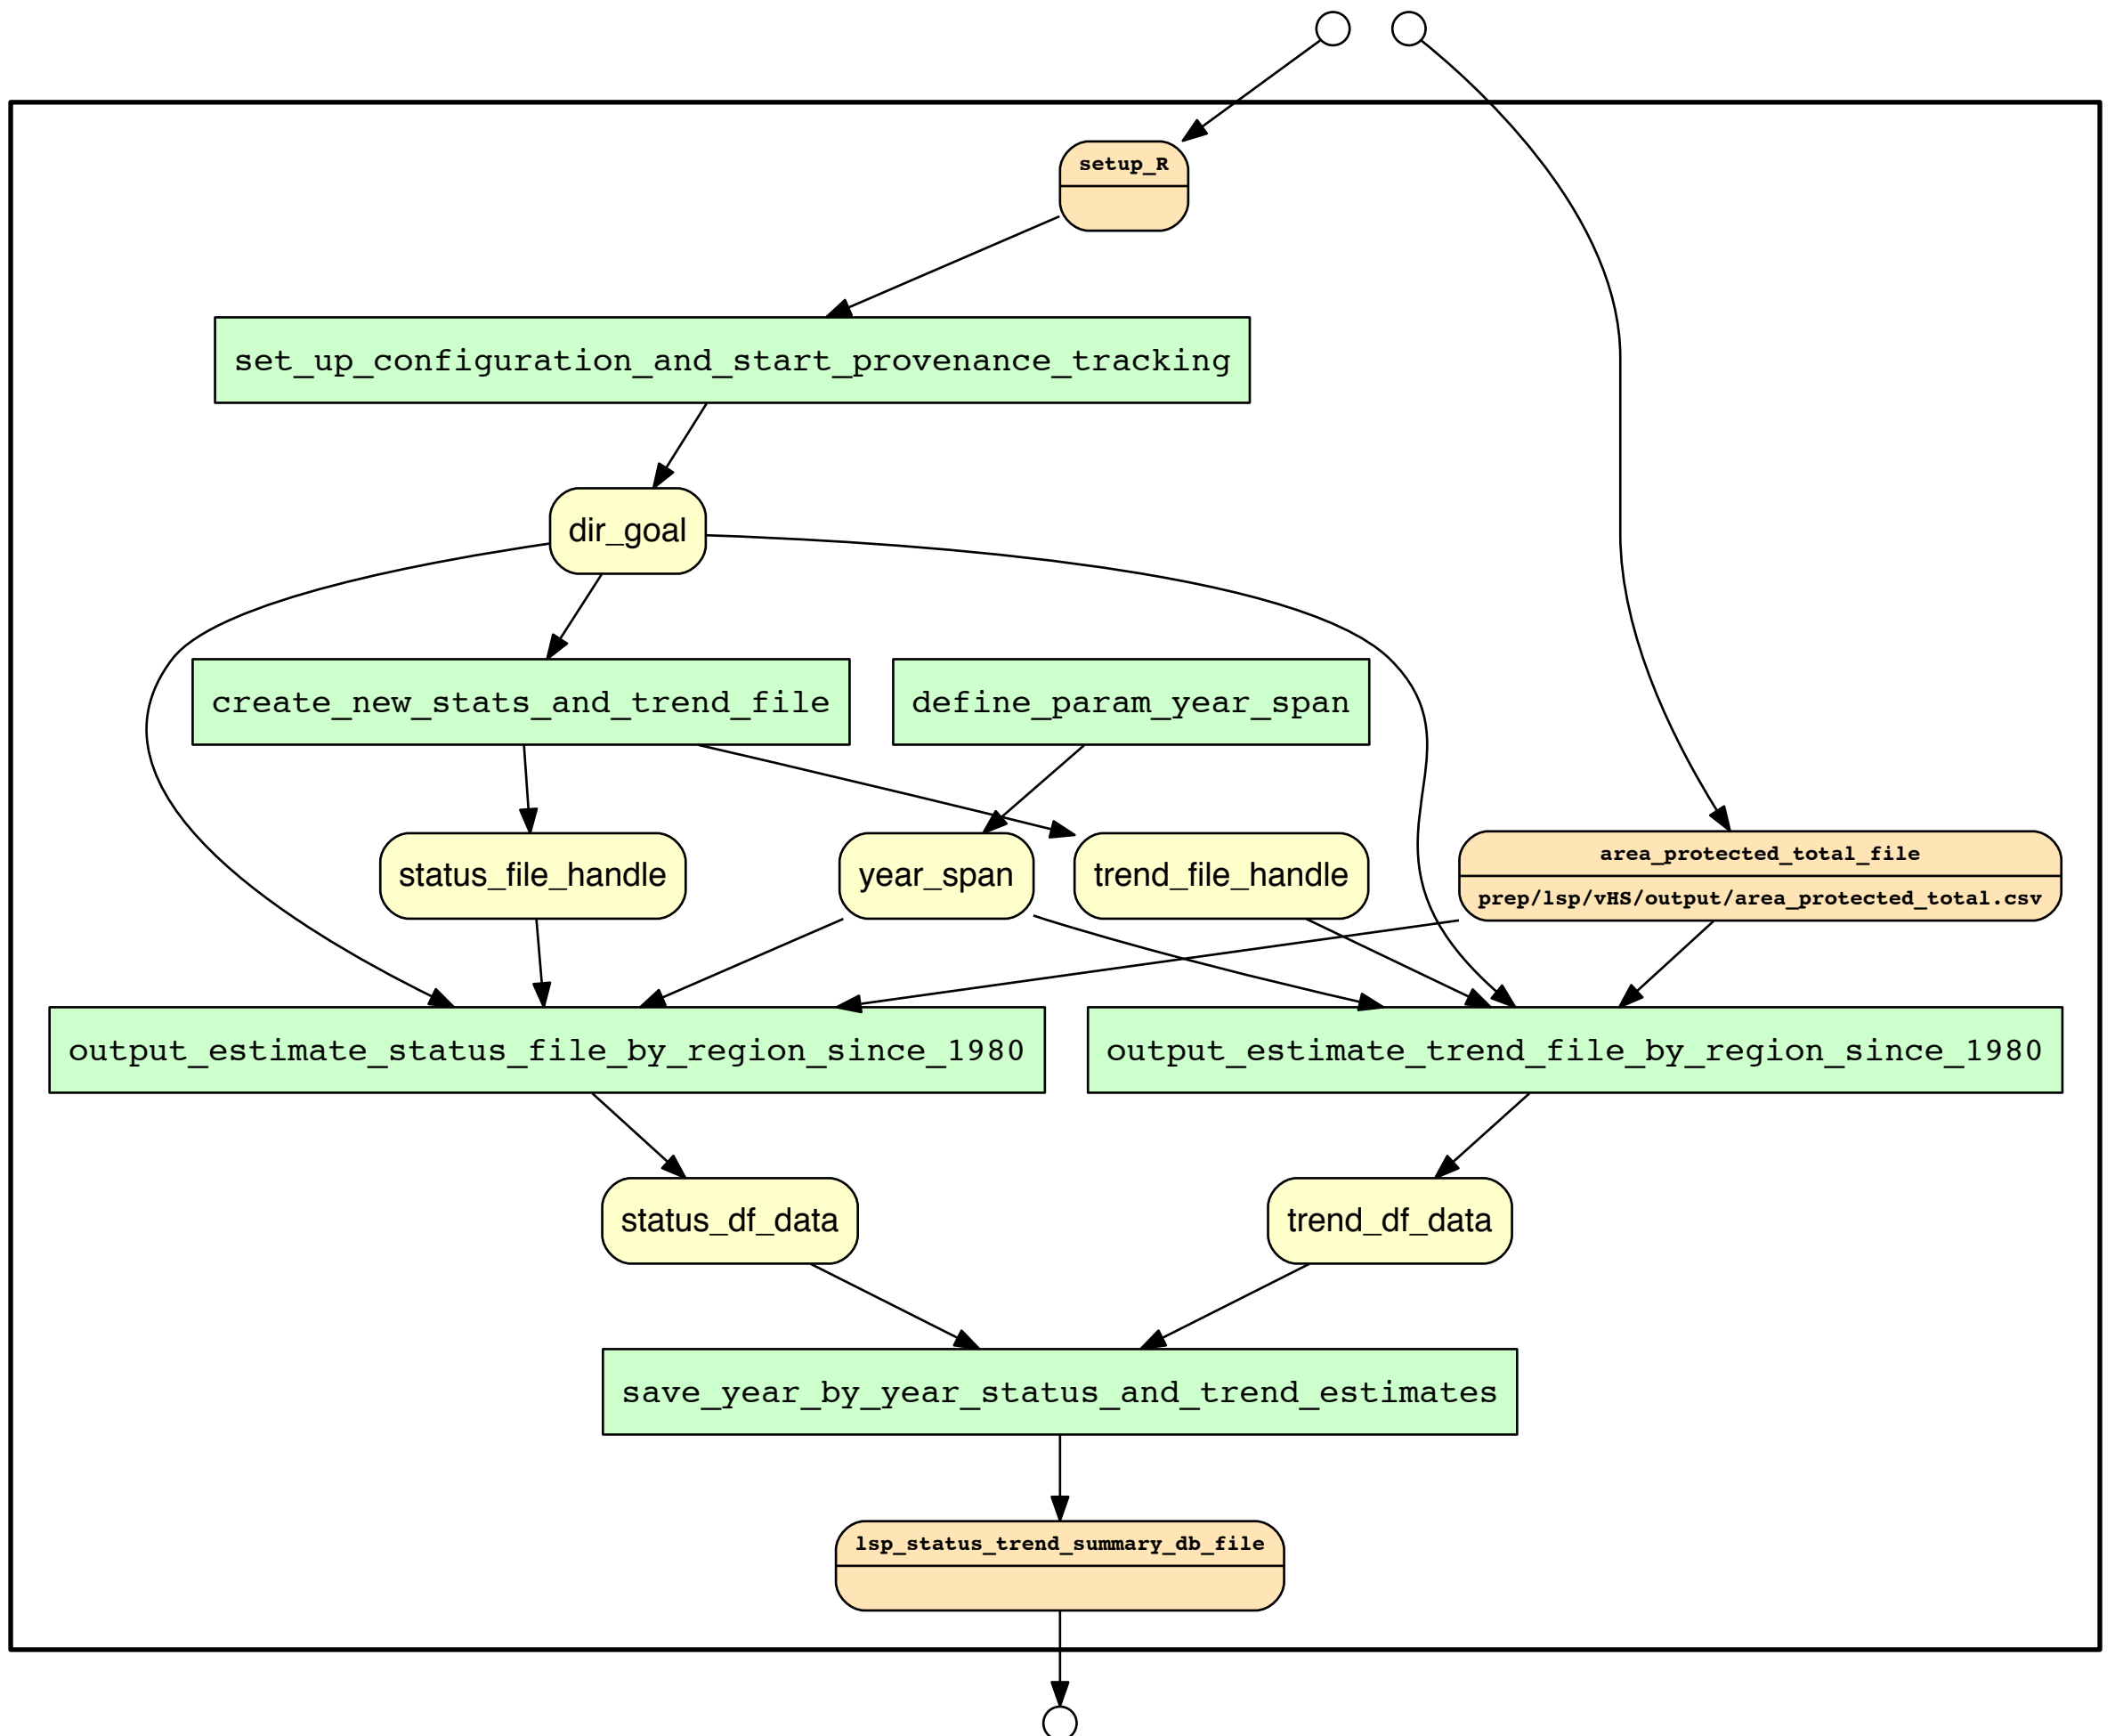 setup_R
set_up_configuration_and_start_provenance_tracking
dir_goal
create_new_stats_and_trend_file
define_param_year_span
status_file_handle
year_span
trend_file_handle
area_protected_total_file
prep/lsp/vHS/output/area_protected_total.csv
output_estimate_status_file_by_region_since_1980
output_estimate_trend_file_by_region_since_1980
status_df_data
trend_df_data
save_year_by_year_status_and_trend_estimates
lsp_status_trend_summary_db_file